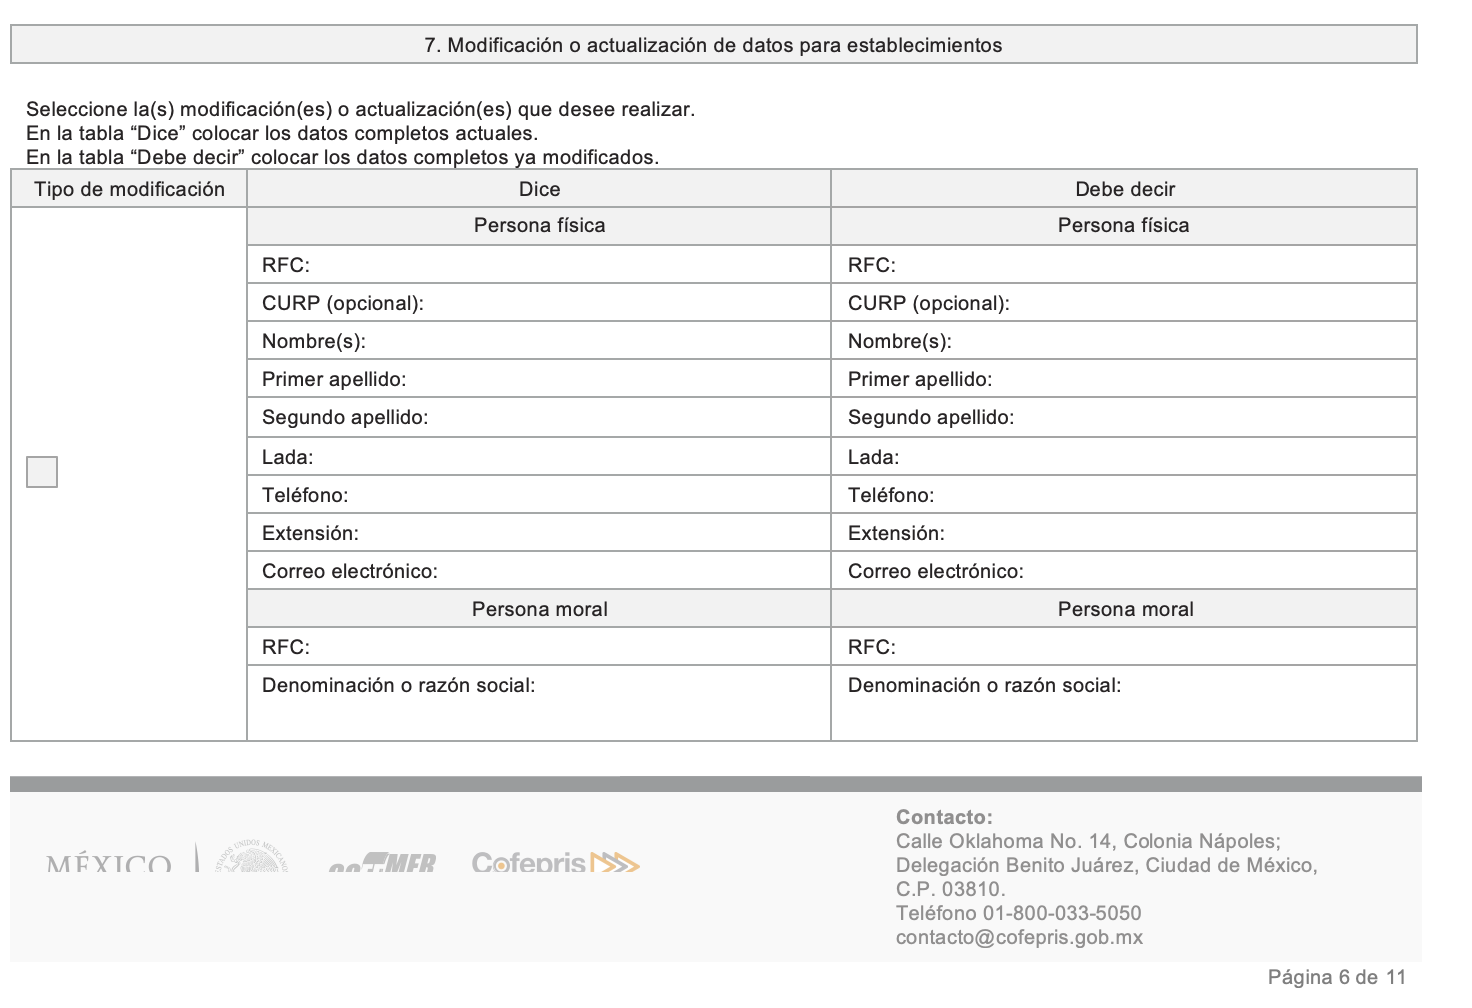 7. Modificación o actualización de datos para establecimientos
Seleccione la(s) modificación(es) o actualización(es) que desee realizar.
En la tabla “Dice” colocar los datos completos actuales.
En la tabla “Debe decir” colocar los datos completos ya modificados.
Tipo de modificación Dice Debe decir
Persona física Persona física
RFC: RFC:
CURP (opcional): CURP (opcional):
Nombre(s): Nombre(s):
Primer apellido: Primer apellido:
Segundo apellido: Segundo apellido:
Lada: Lada:
Teléfono: Teléfono:
Extensión: Extensión:
Correo electrónico: Correo electrónico:
Persona moral Persona moral
RFC: RFC:
Denominación o razón social: Denominación o razón social:
MÉXICO
Cofepris
Contacto:
Calle Oklahoma No. 14, Colonia Nápoles;
Delegación Benito Juárez, Ciudad de México,
C.P. 03810.
Teléfono 01-800-033-5050
contacto@cofepris.gob.mx
Página 6 de 11